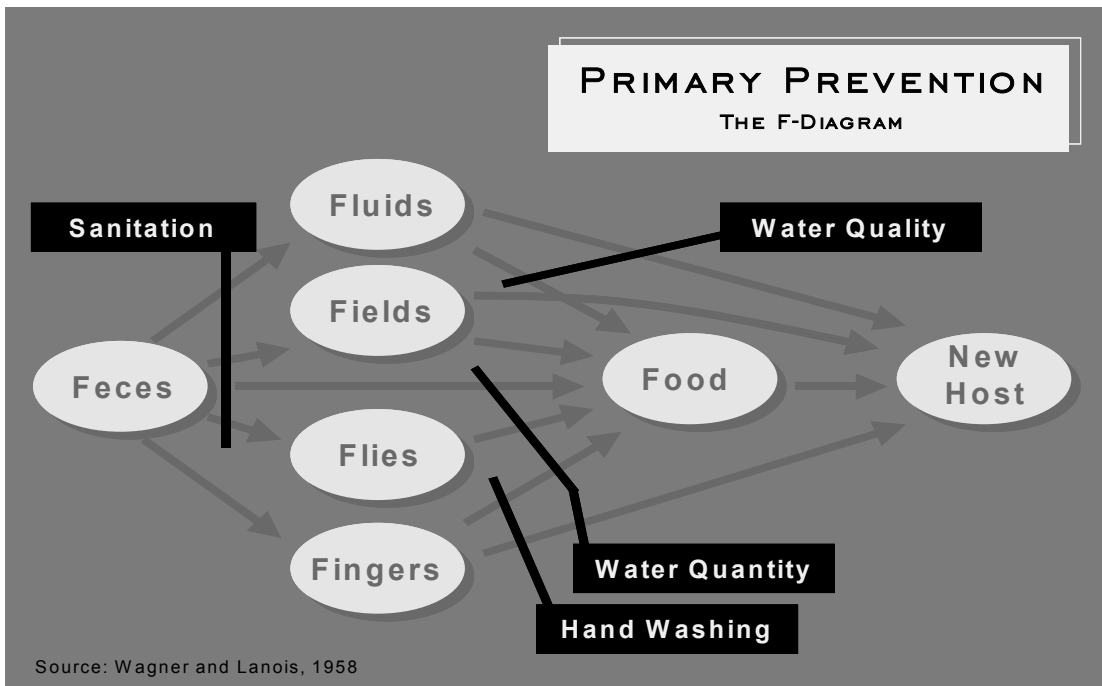 PRIMARY PREVENTION
THE F-DIAGRAM
Sanitation
Fluids
Water Quality
Fields
Feces
Food
New
Host
Flies
Fingers
Water Quantity
Hand Washing
Source: Wagner and Lanois, 1958